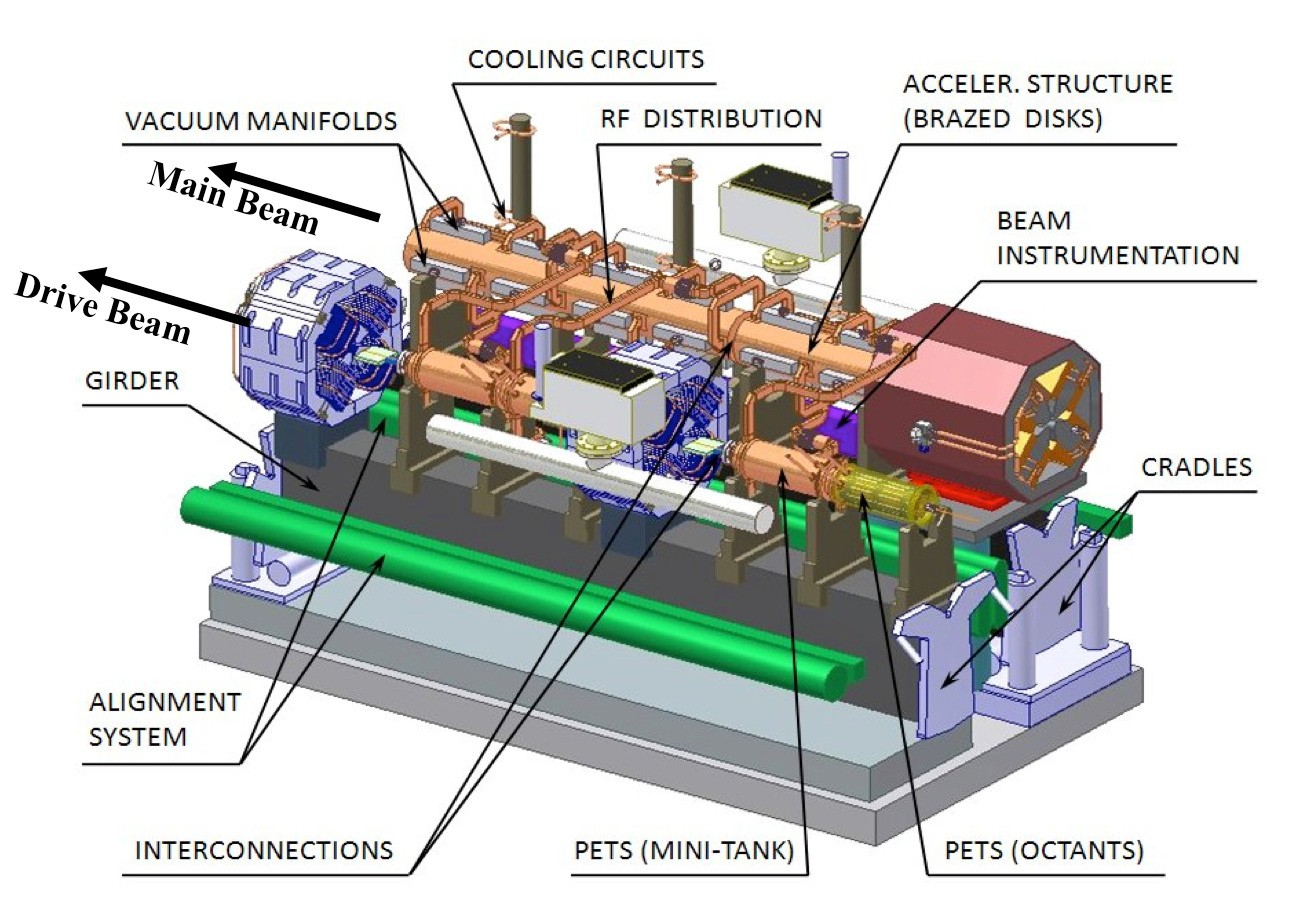 COOLING CIRCUITS
ACCELER. STRUCTURE
(BRAZED DISKS)
VACUUM MANIFOLDS
RF DISTRIBUTION
Main Beam
BEAM
INSTRUMENTATION
Drive Beam
GIRDER
CRADLES
ALIGNMENT
SYSTEM
INTERCONNECTIONS
PETS (MINI-TANK)
PETS (OCTANTS)